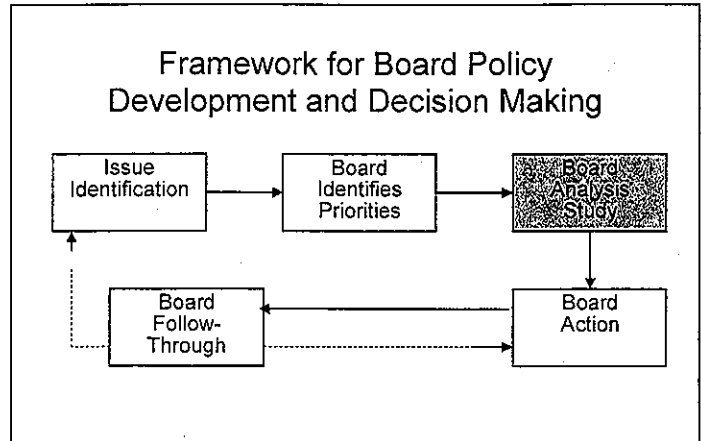 Framework for Board Policy
Development and Decision Making
Issue
Identification
Board
Identifies
Priorities
Board
Analysis
Study
Board
Follow-
Through
Board
Action